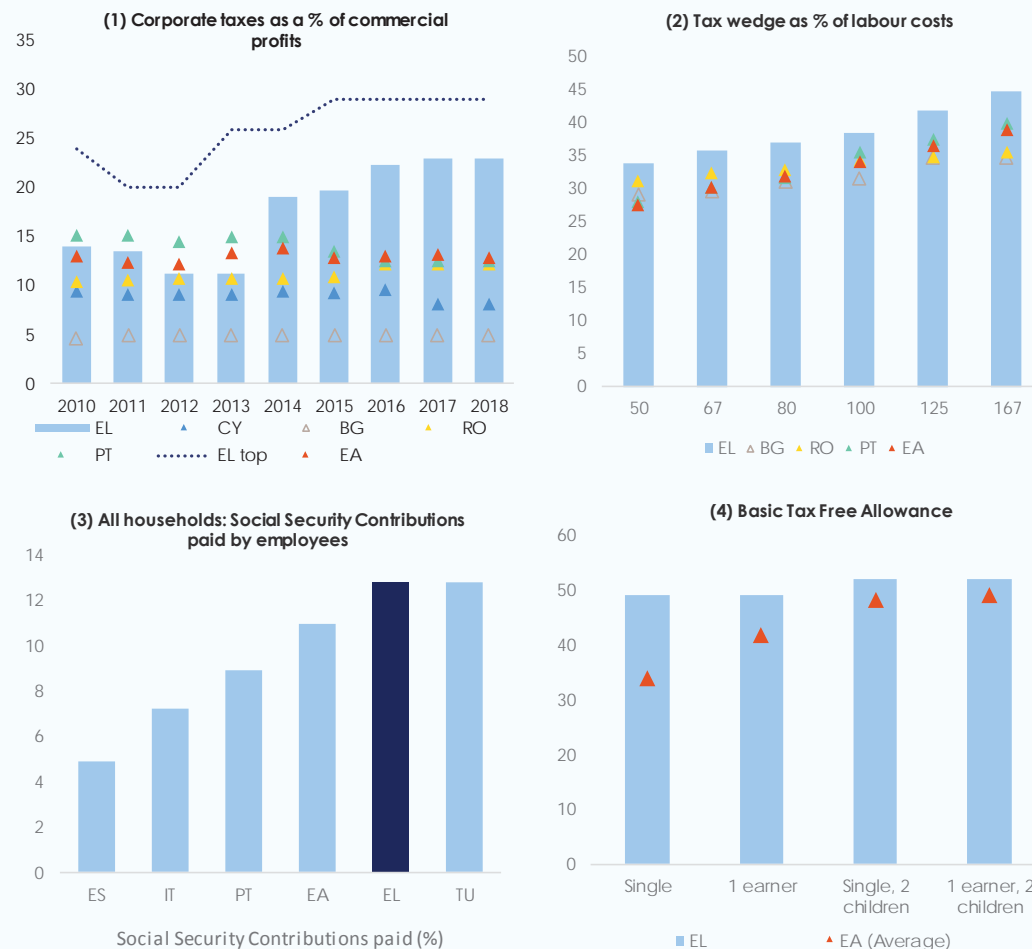 (1) Corporate taxes as a % of commercial
profits
35
30
25
20
15
10
5
0
2010 2011 2012 2013 2014 2015 2016 2017 2018
EL CY BG RO
PT EL top EA
(2) Tax wedge as % of labour costs
50
45
40
35
30
25
20
15
10
5
0
50 67 80 100 125 167
EL BG RO PT EA
(3) All households: Social Security Contributions
paid by employees
14
12
10
8
6
4
2
0
ES IT PT EA EL TU
Social Security Contributions paid (%)
(4) Basic Tax Free Allowance
60
50
40
30
20
10
0
Single 1 earner Single, 2 1 earner, 2
children children
EL EA (Average)